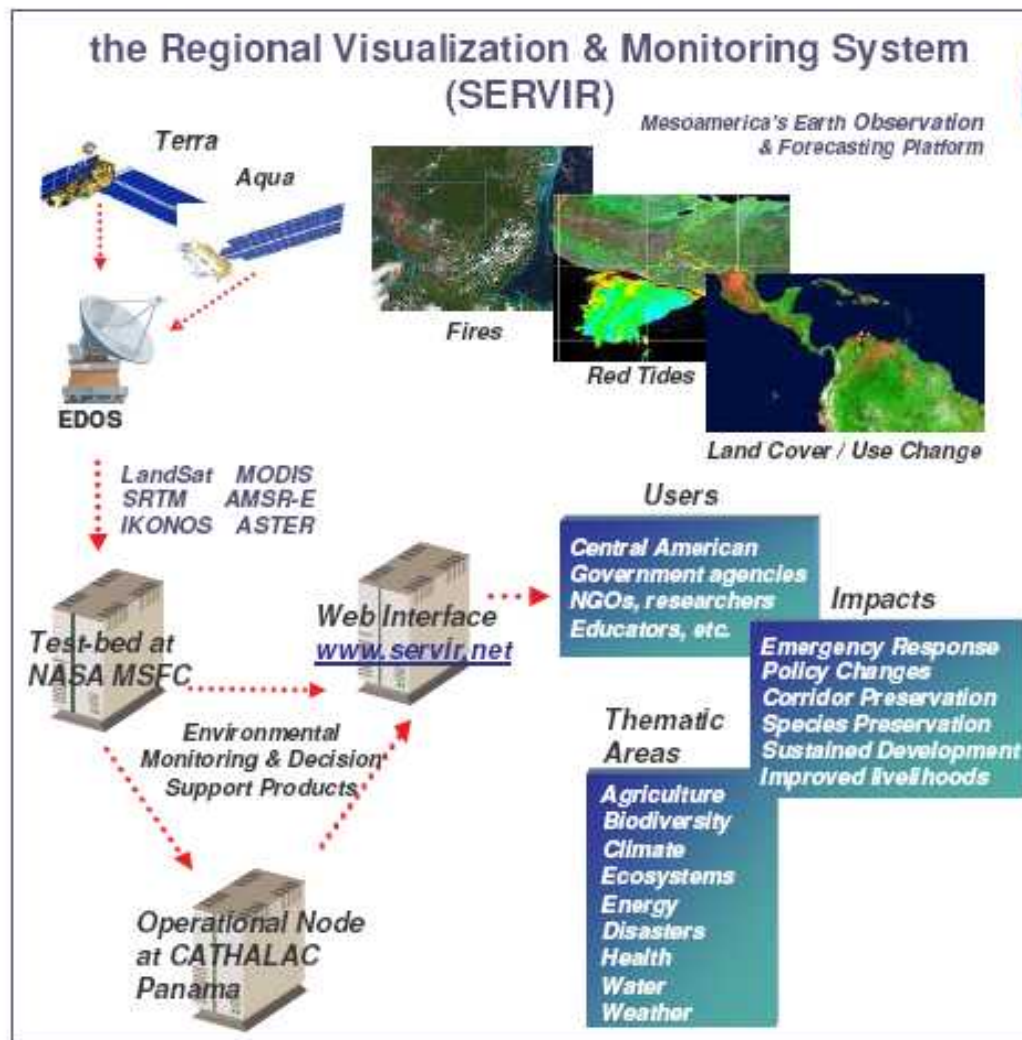 the Regional Visualization & Monitoring System
(SERVIR)
Mesoamerica's Earth Observation
& Forecasting Platform
Terra
Aqua
Fires
Red Tides
Land Cover / Use Change
EDOS
LandSat MODIS
SRTM AMSR-E
IKONOS ASTER
Users
Central American
Government agencies
NGOs, researchers
Educators, etc.
Test-bed at
NASA MSFC
Web Interface
www.servir.net
Impacts
Emergency Response
Policy Changes
Corridor Preservation
Species Preservation
Sustained Development
Improved livelihoods
Environmental
Monitoring & Decision
Support Products
Thematic
Areas
Agriculture
Biodiversity
Climate
Ecosystems
Energy
Disasters
Health
Water
Weather
Operational Node
at CATHALAC
Panama